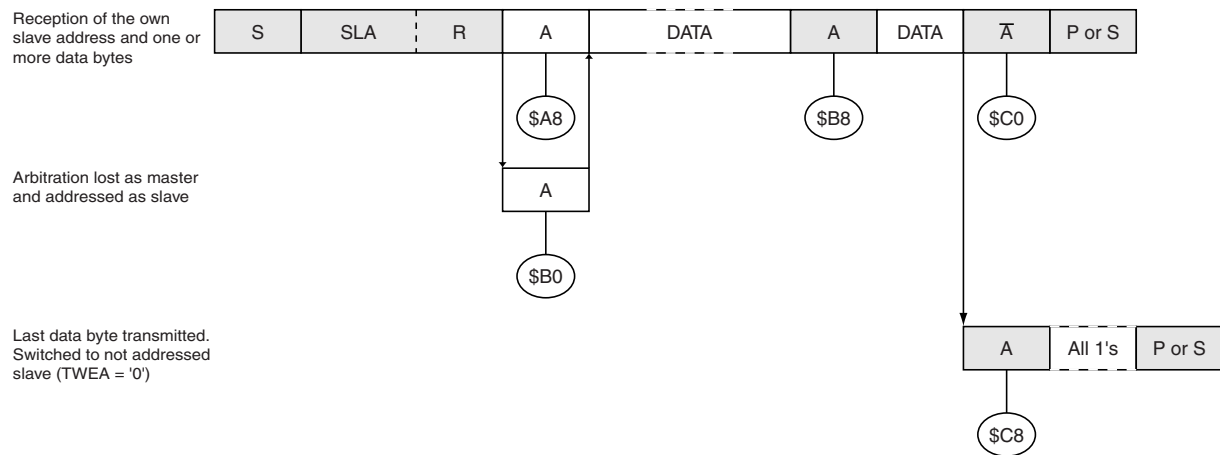 Reception of the own
slave address and one or
more data bytes
S SLA R A DATA A DATA A̅ P or S
$A8 $B8 $C0
Arbitration lost as master
and addressed as slave
A
$B0
Last data byte transmitted.
Switched to not addressed
slave (TWEA = '0')
A All 1's P or S
$C8